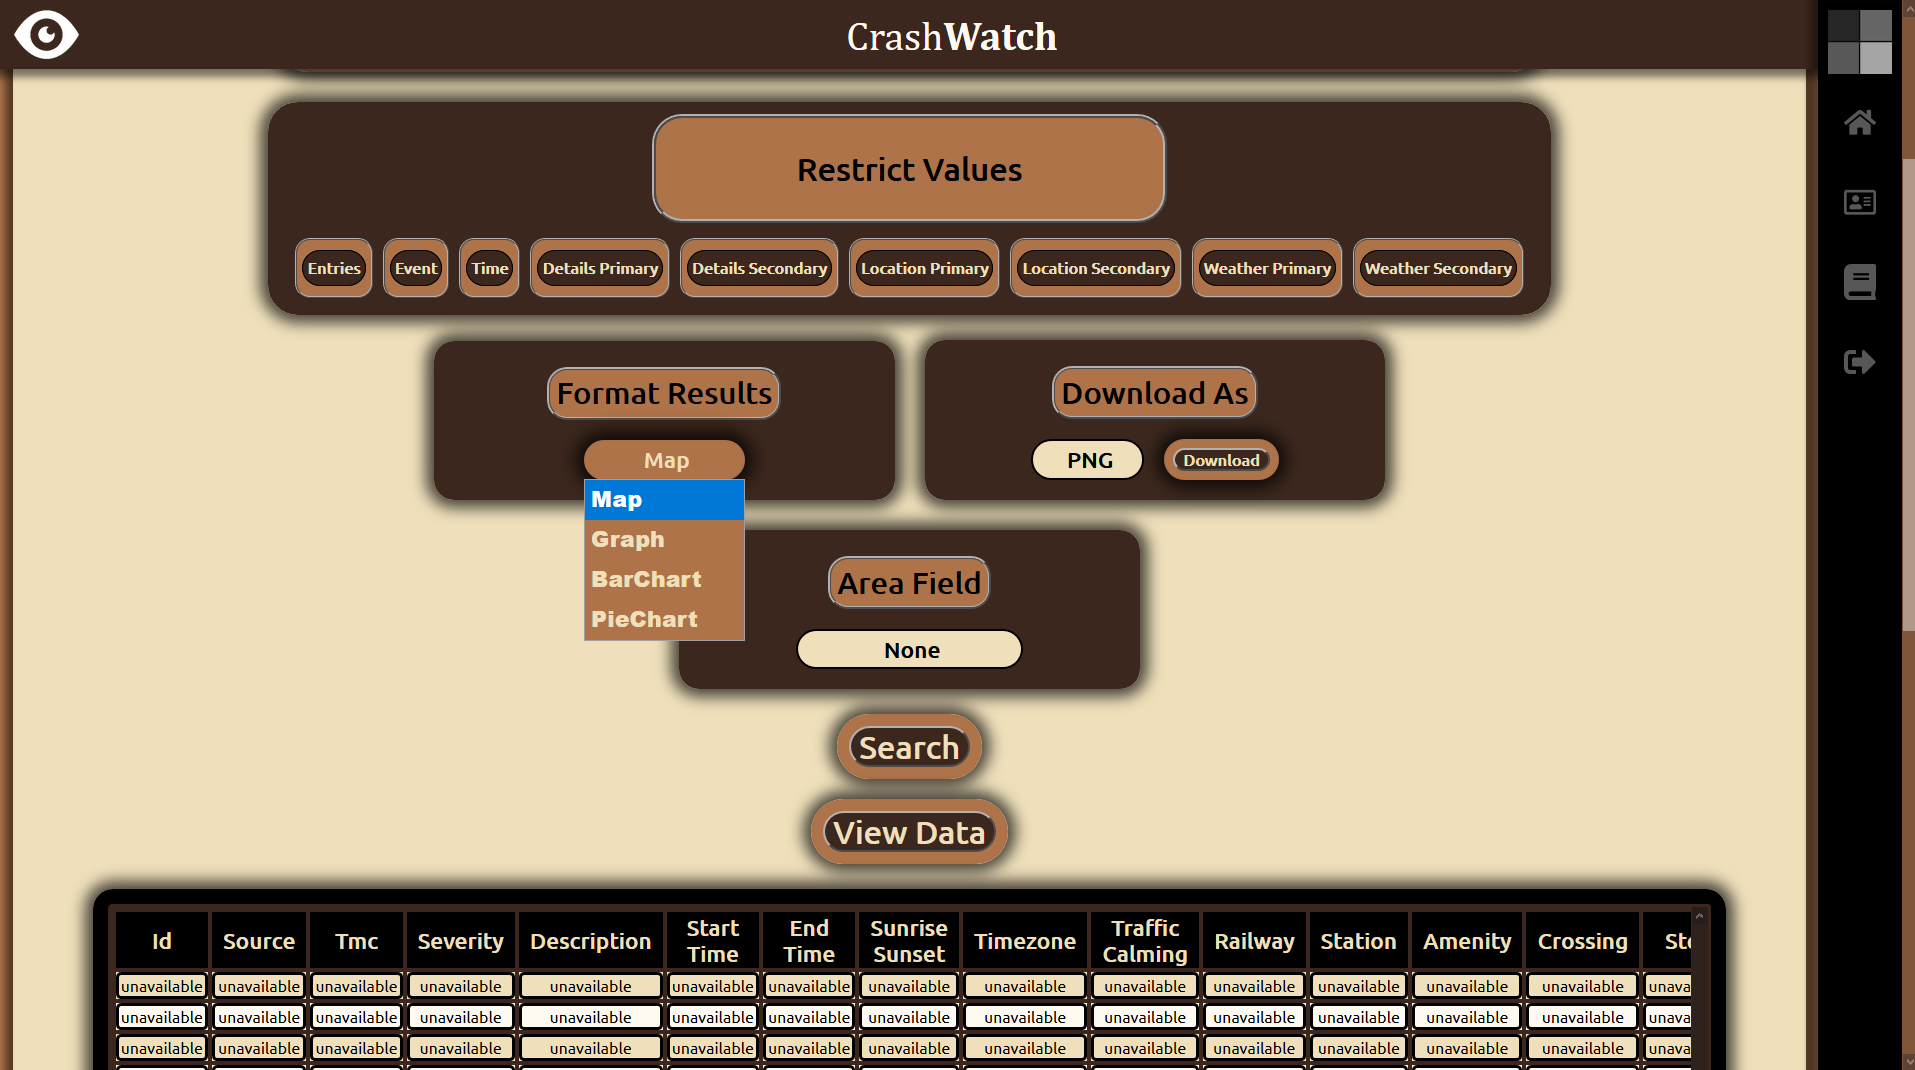 CrashWatch
Restrict Values
Entries Event Time Details Primary Details Secondary Location Primary Location Secondary Weather Primary Weather Secondary
Format Results
Map
Map
Graph
BarChart
PieChart
Download As
PNG Download
Area Field
None
Search
View Data
Id Source Tmc Severity Description Start Time End Time Sunrise Sunset Timezone Traffic Calming Railway Station Amenity Crossing Sto
unavailable unavailable unavailable unavailable unavailable unavailable unavailable unavailable unavailable unavailable unavailable unavailable unavailable unavailable unava
unavailable unavailable unavailable unavailable unavailable unavailable unavailable unavailable unavailable unavailable unavailable unavailable unavailable unavailable unava
unavailable unavailable unavailable unavailable unavailable unavailable unavailable unavailable unavailable unavailable unavailable unavailable unavailable unavailable unava